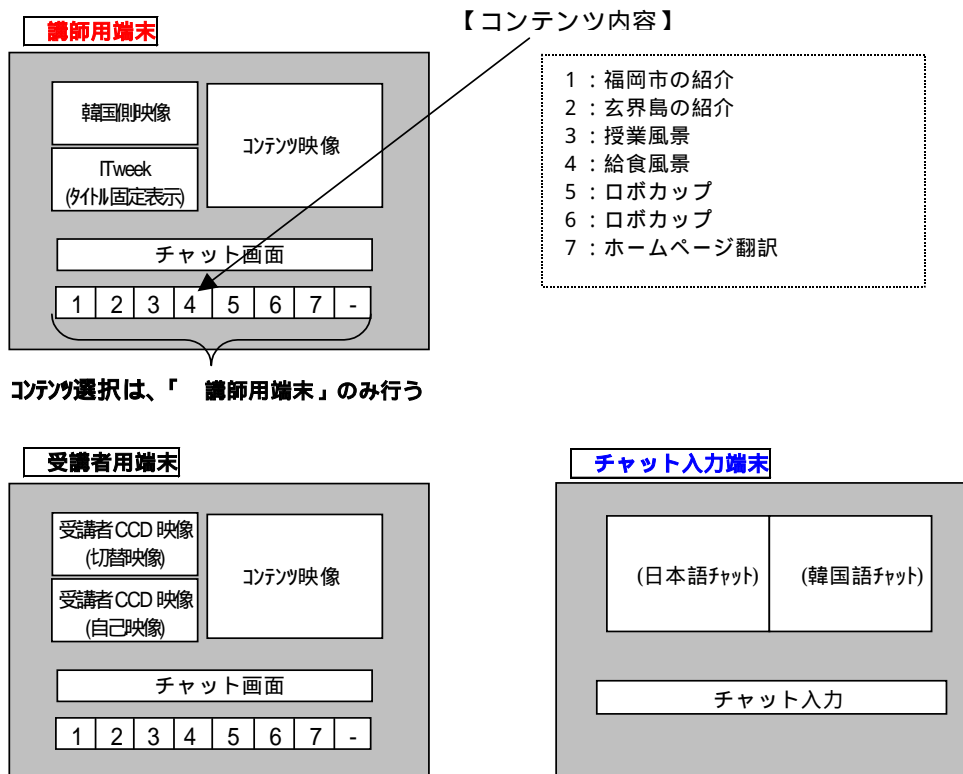 講師用端末
【コンテンツ内容】
韓国側映像
ITweek
(ﾀｲﾄﾙ固定表示)
ｺﾝﾃﾝﾂ映像
チャット画面
1 2 3 4 5 6 7 -
1：福岡市の紹介
2：玄界島の紹介
3：授業風景
4：給食風景
5：ロボカップ
6：ロボカップ
7：ホームページ翻訳
ｺﾝﾃﾝﾂ選択は、「　講師用端末」のみ行う
受講者用端末
受講者CCD映像
(切替映像)
受講者CCD映像
(自己映像)
ｺﾝﾃﾝﾂ映像
チャット画面
1 2 3 4 5 6 7 -
チャット入力端末
(日本語ﾁｬｯﾄ) (韓国語ﾁｬｯﾄ)
チャット入力